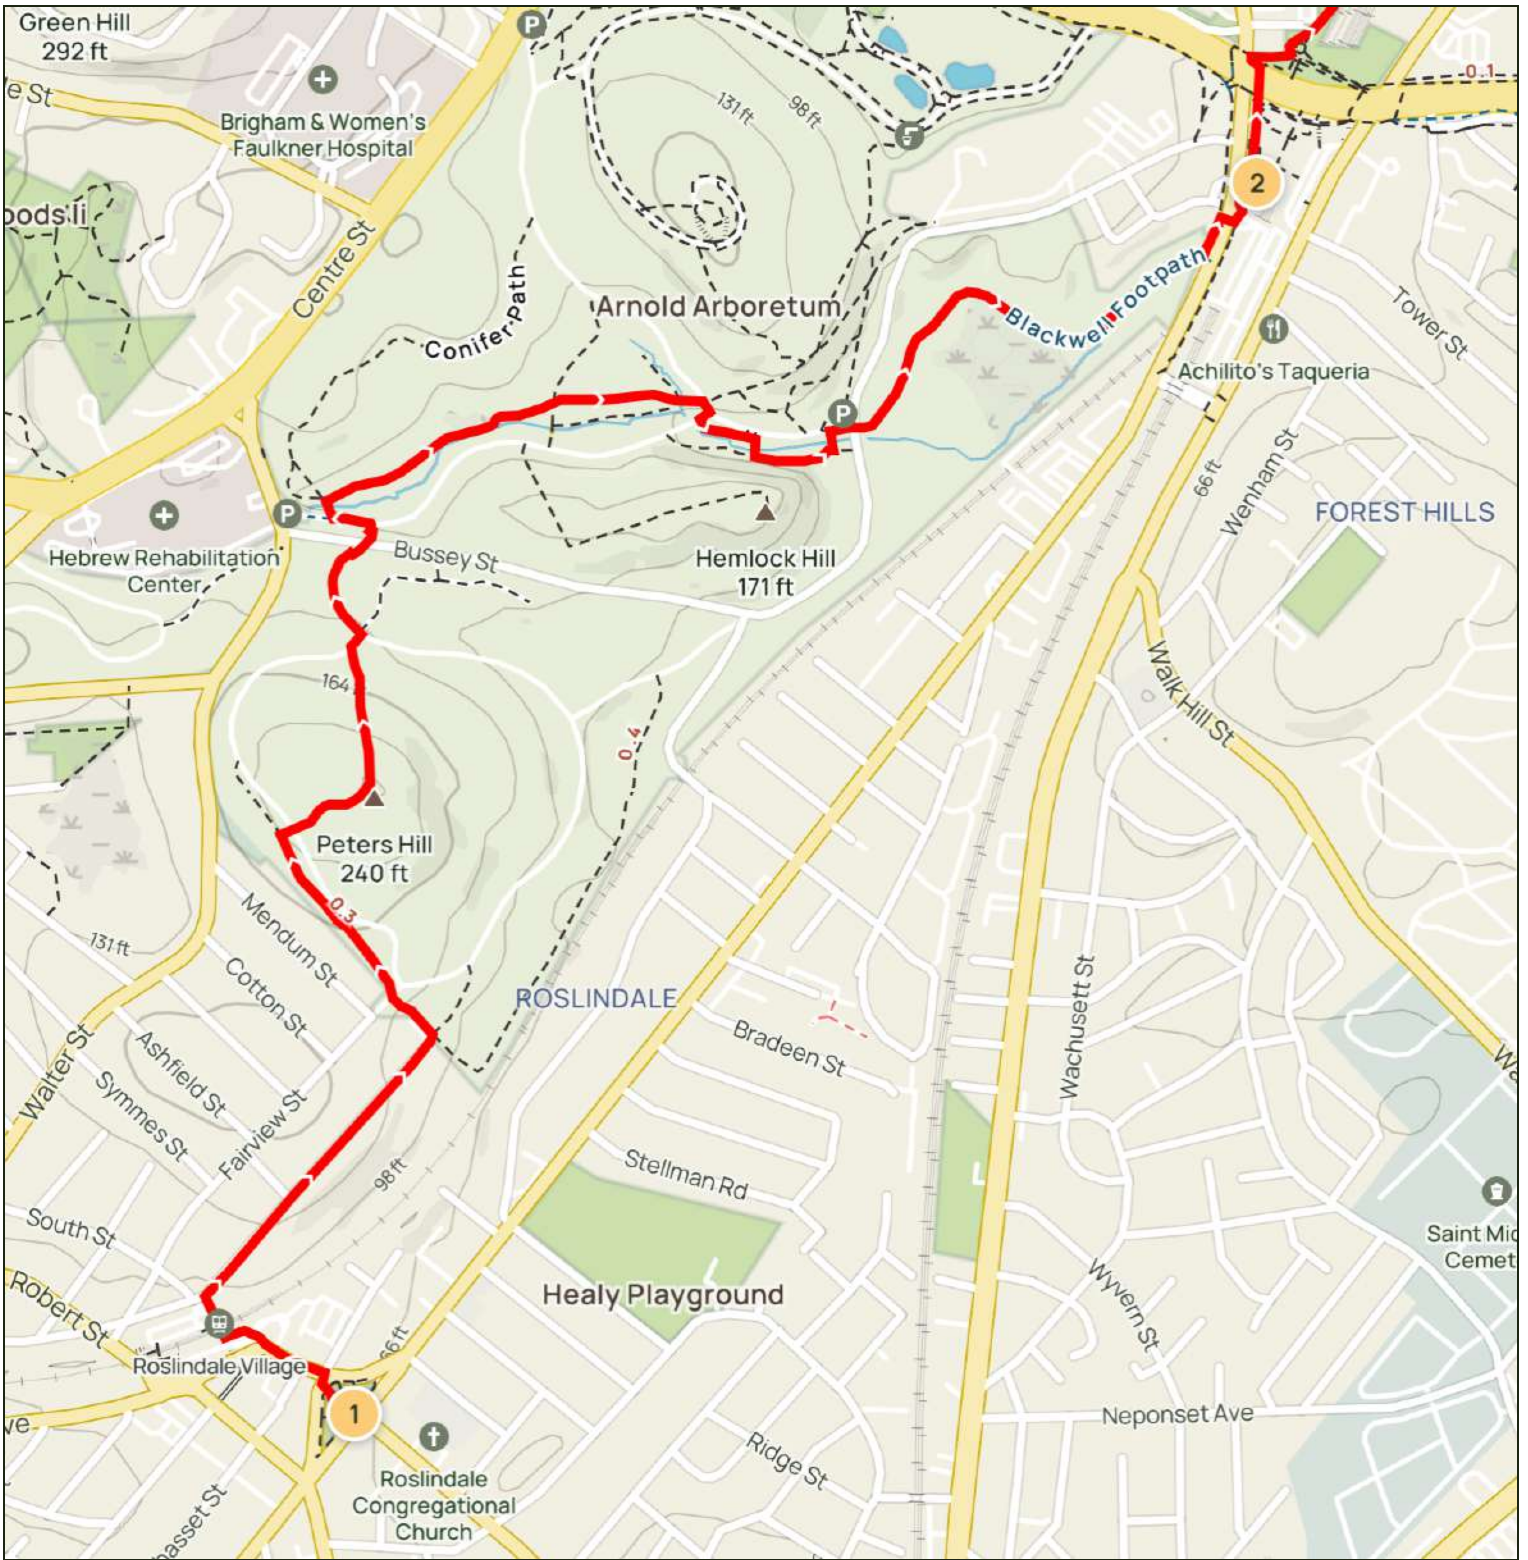 Green Hill
292 ft
Brigham & Women's
Faulkner Hospital
Centre St
131 ft
98 ft
0.1
2
Conifer Path
Arnold Arboretum
Blackwell Footpath
Tower St
Achilito's Taqueria
P
P
P
66 ft
Wenham St
FOREST HILLS
Hebrew Rehabilitation
Center
Bussey St
Hemlock Hill
171 ft
Walk Hill St
164
0.4
Peters Hill
240 ft
0.3
131 ft
Mendum St
Cotton St
ROSLINDALE
Wachusett St
Bradeen St
Walter St
Ashfield St
Symmes St
Fairview St
98 ft
Stellman Rd
South St
Saint Mic
Cemet
Robert St
Healy Playground
Wyvern St
66 ft
Roslindale Village
1
Neponset Ave
Ridge St
Roslindale
Congregational
Church